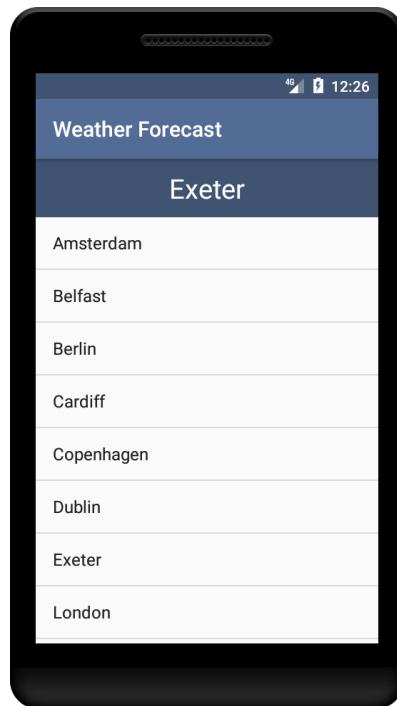 4G 12:26
Weather Forecast
Exeter
Amsterdam
Belfast
Berlin
Cardiff
Copenhagen
Dublin
Exeter
London